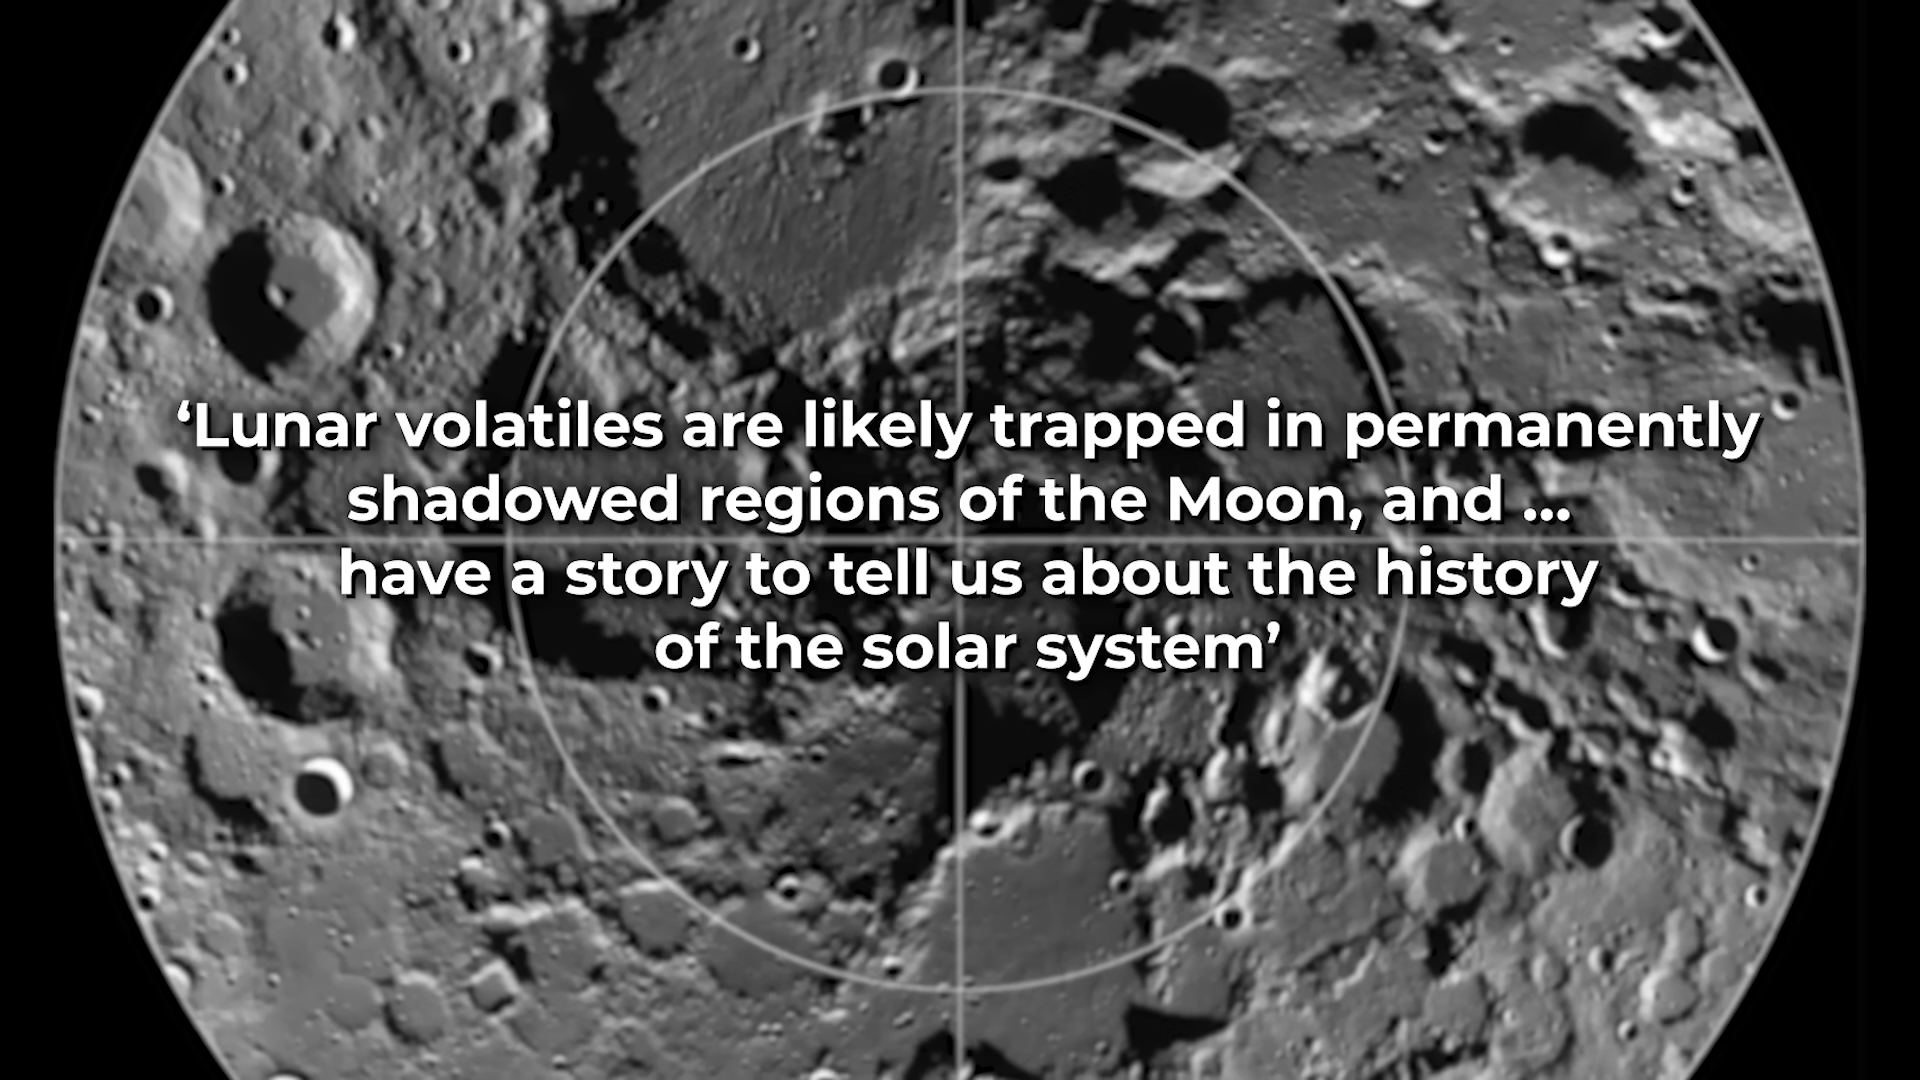 ‘Lunar volatiles are likely trapped in permanently
shadowed regions of the Moon, and ...
have a story to tell us about the history
of the solar system’